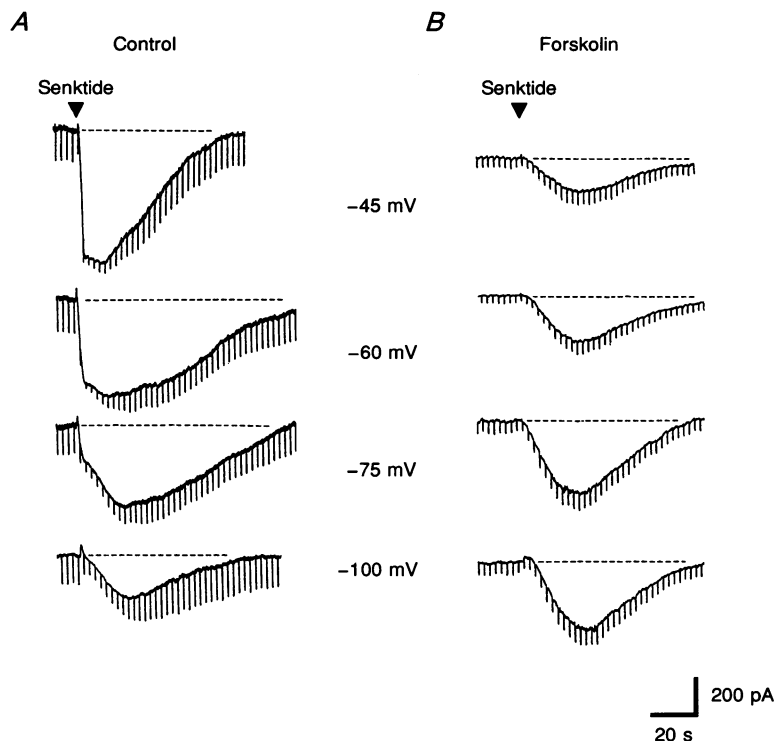 A
B
Control
Forskolin
Senktide
Senktide
−45 mV
−60 mV
−75 mV
−100 mV
200 pA
20 s